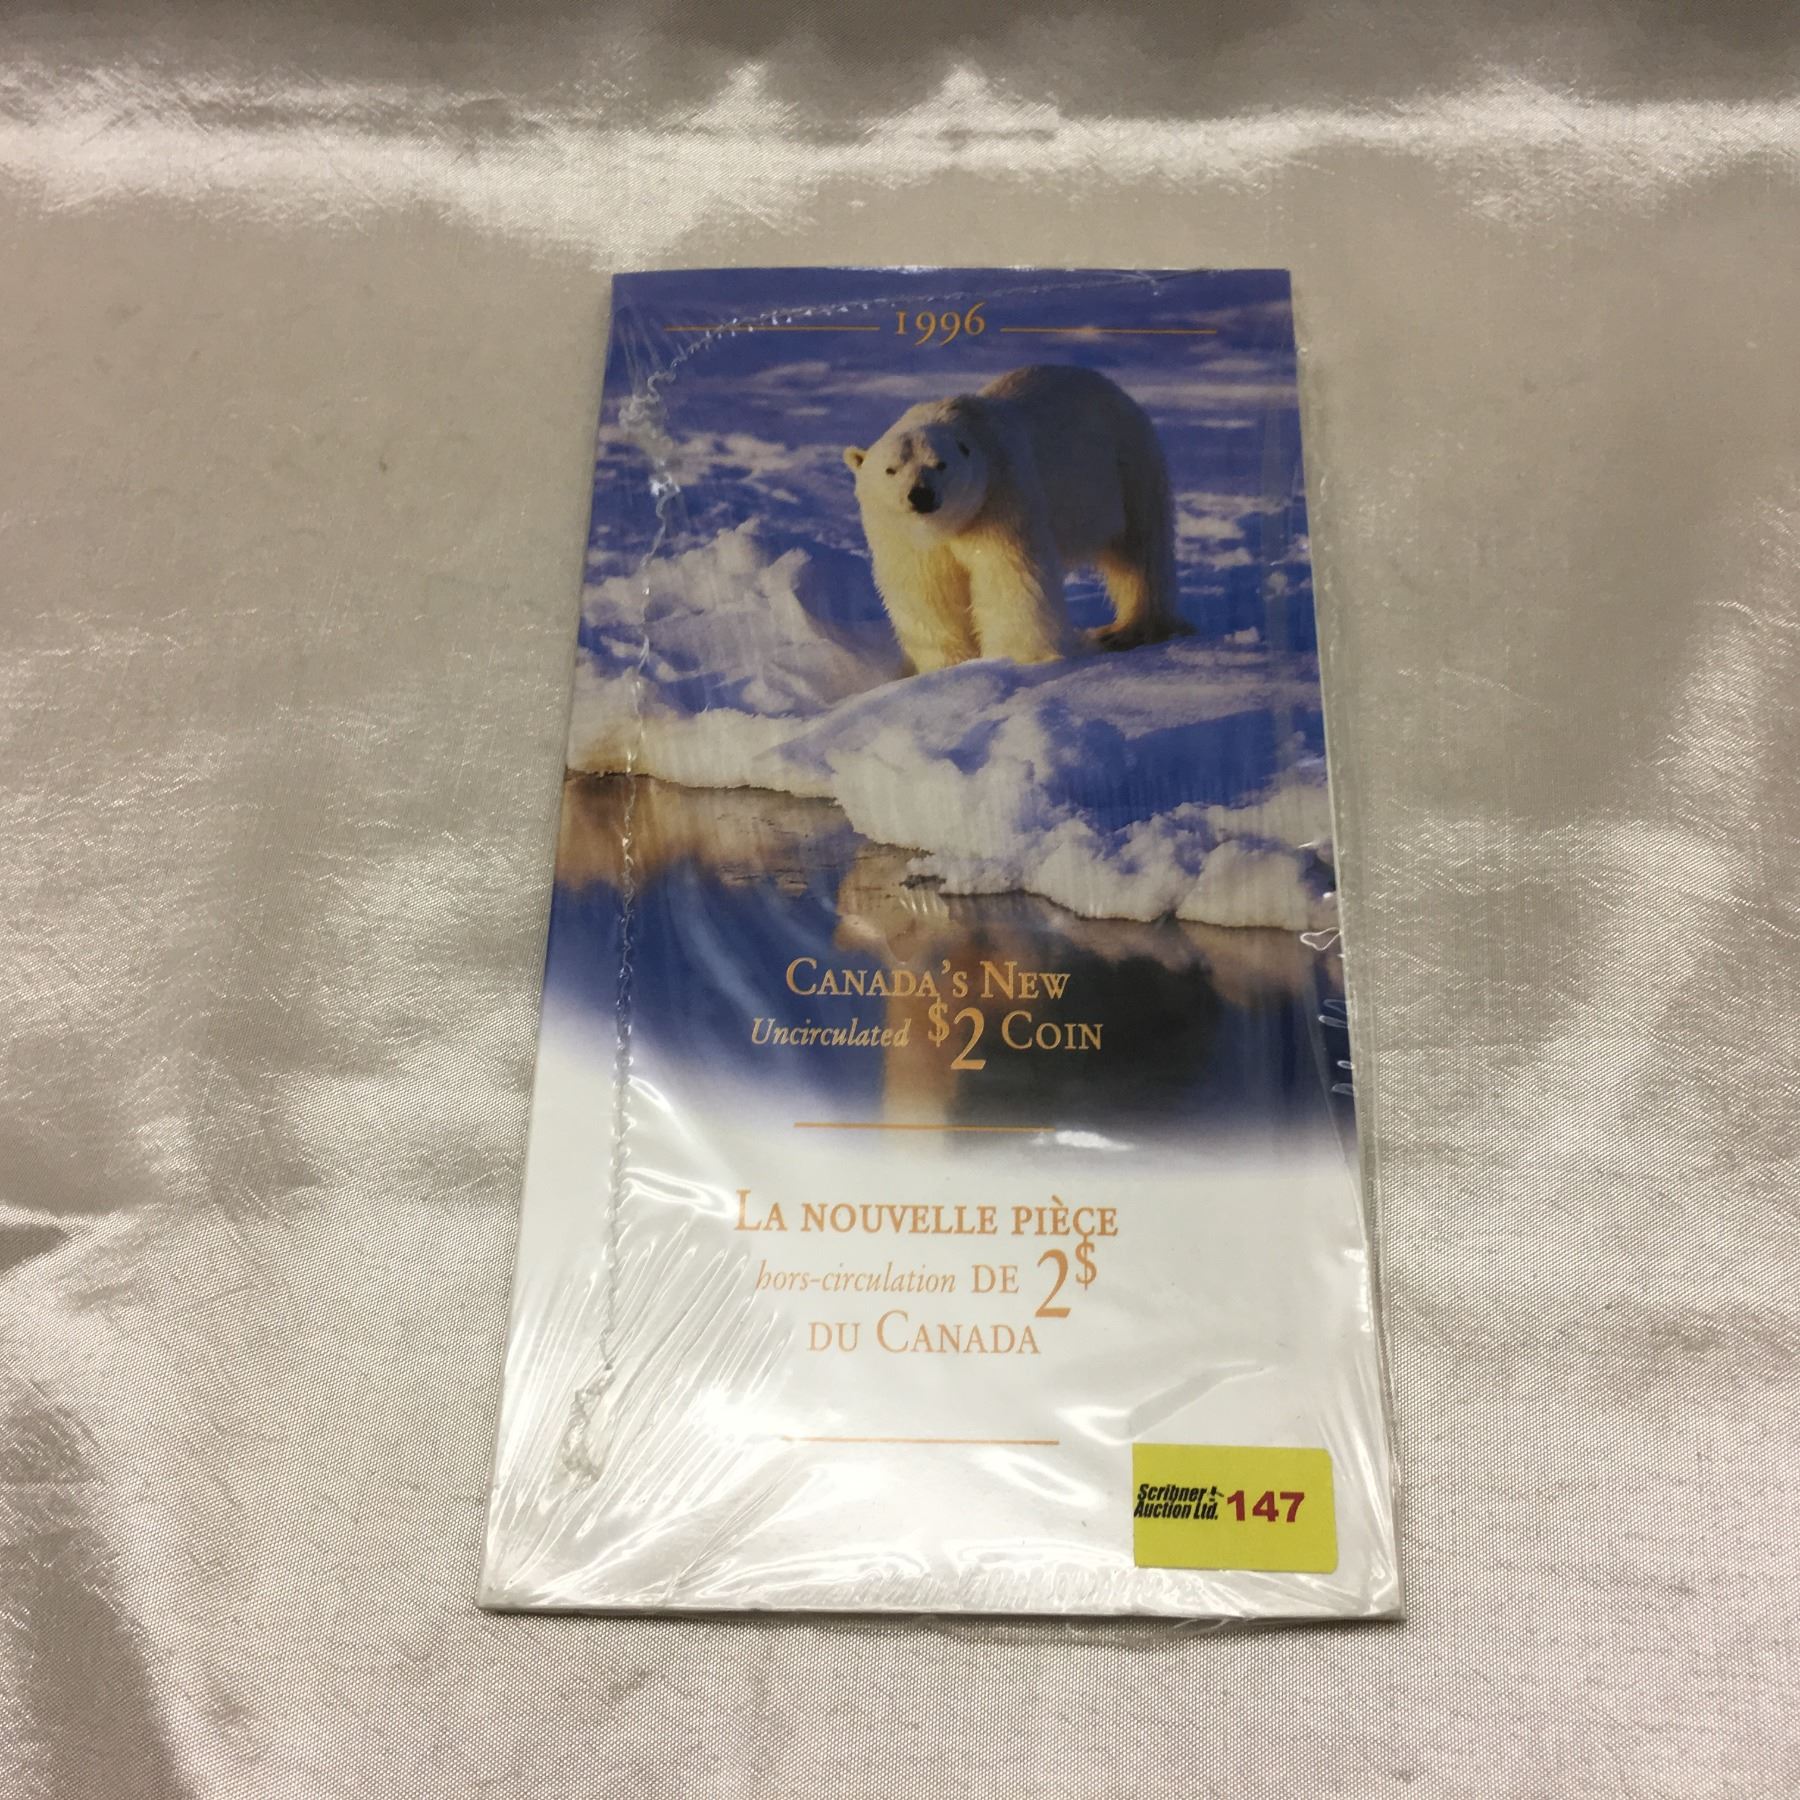 1996
CANADA'S NEW
Uncirculated $2 COIN
LA NOUVELLE PIÈCE
hors-circulation DE 2$
DU CANADA
Scribner
Auction Ltd. 147